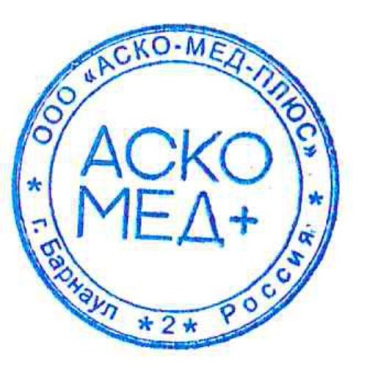 ООО «АСКО-МЕД-ПЛЮС»
АСКО
МЕД+
* г. Барнаул *2* Россия *